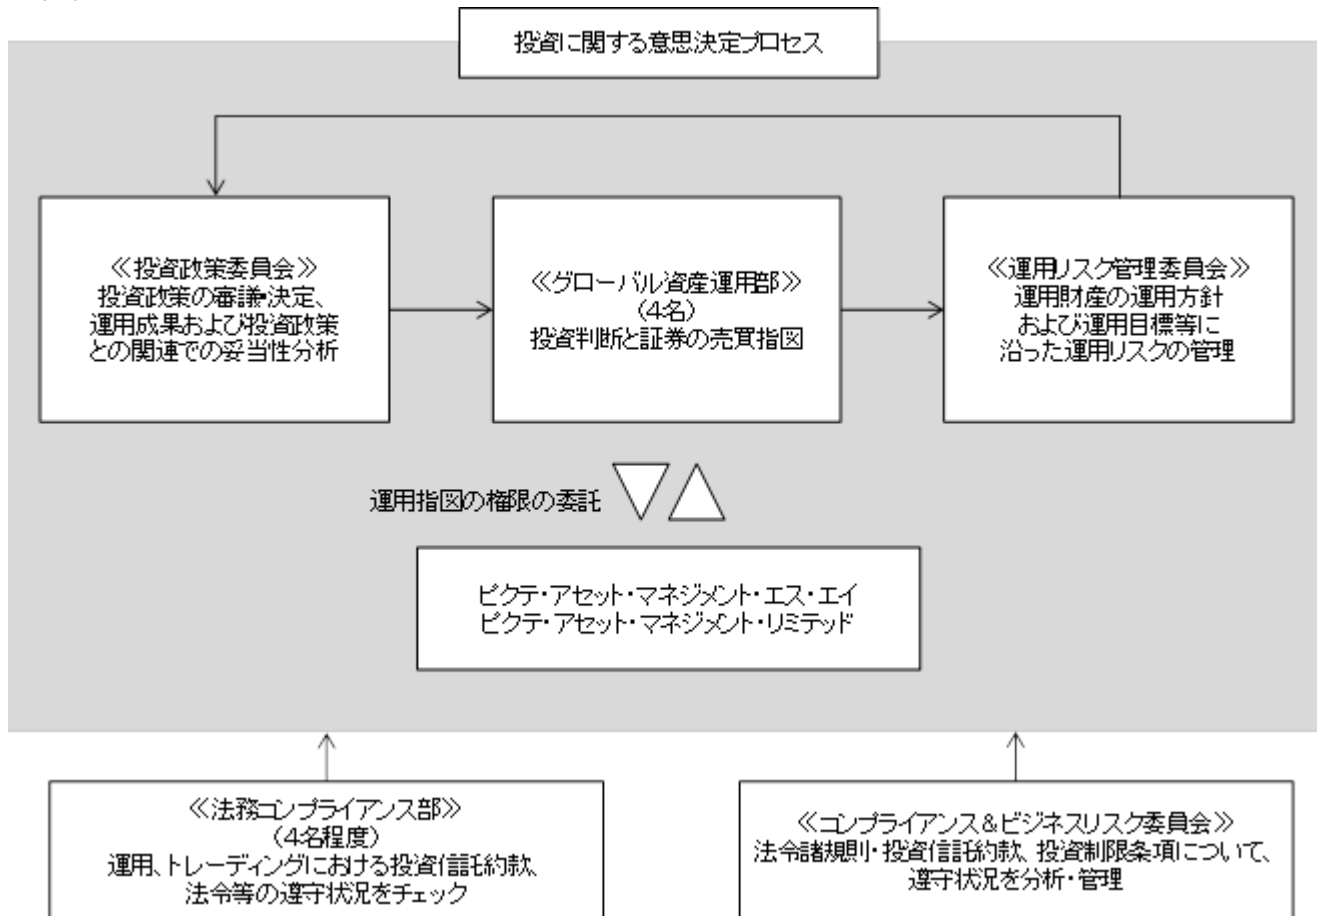 投資に関する意思決定プロセス
≪投資政策委員会≫
投資政策の審議・決定、
運用成果および投資政策
との関連での妥当性分析
≪グローバル資産運用部≫
(4名)
投資判断と証券の売買指図
≪運用リスク管理委員会≫
運用財産の運用方針
および運用目標等に
沿った運用リスクの管理
運用指図の権限の委託
ピクテ・アセット・マネジメント・エス・エイ
ピクテ・アセット・マネジメント・リミテッド
≪法務コンプライアンス部≫
(4名程度)
運用、トレーディングにおける投資信託約款、
法令等の遵守状況をチェック
≪コンプライアンス&ビジネスリスク委員会≫
法令諸規則・投資信託約款、投資制限条項について、
遵守状況を分析・管理